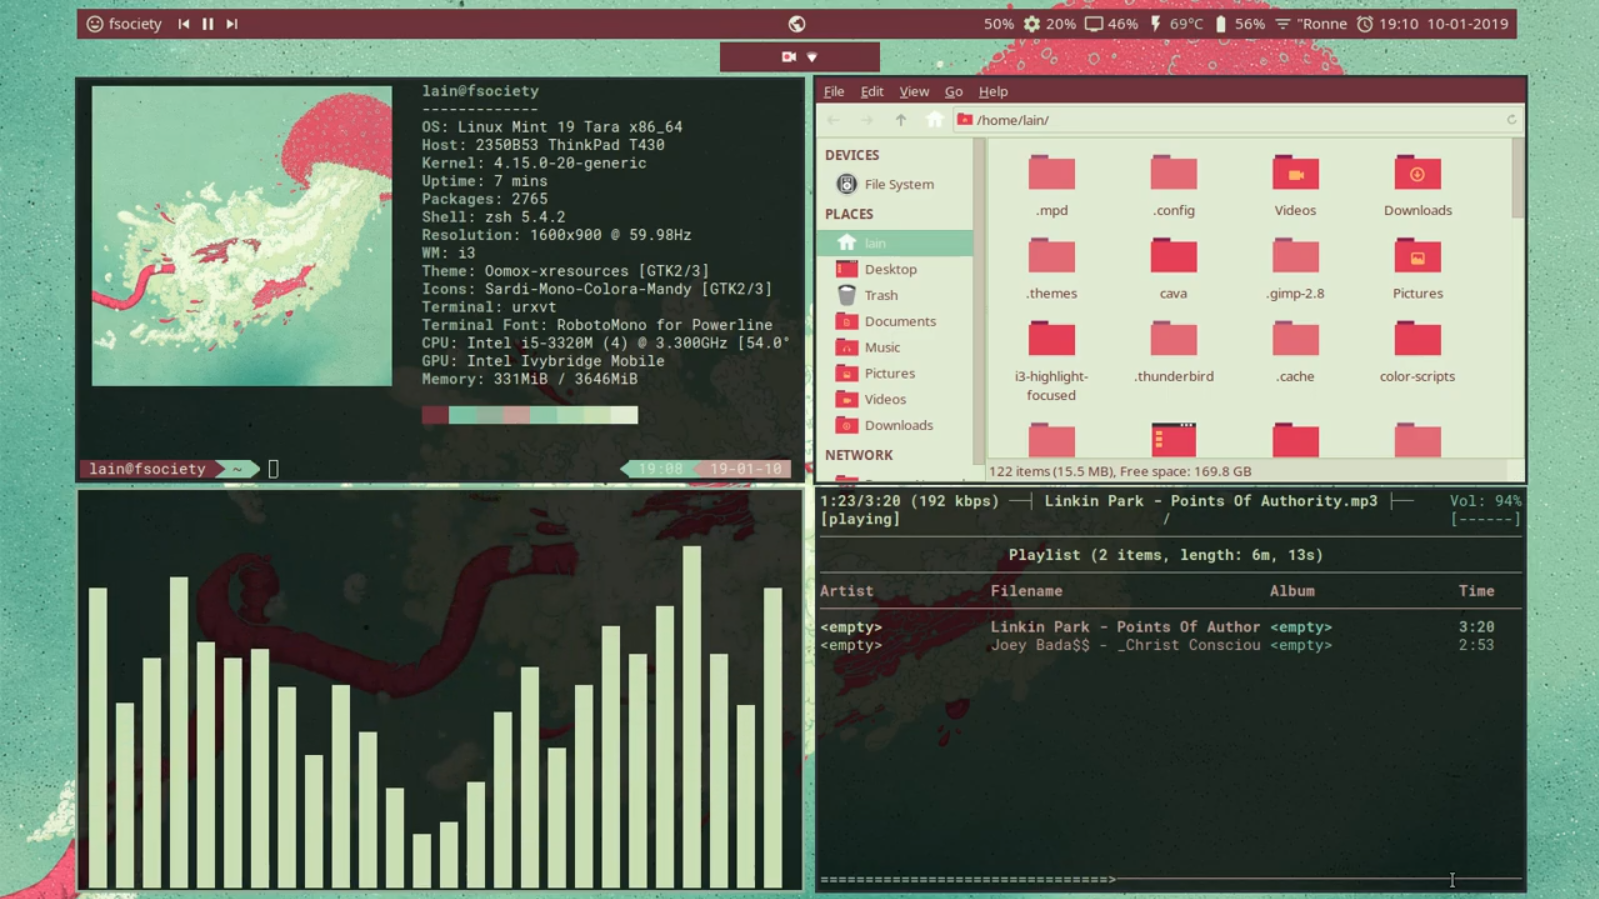 fsociety
50% 20% 46% 69°C 56% "Ronne 19:10 10-01-2019
lain@fsociety
-------------
OS: Linux Mint 19 Tara x86_64
Host: 2350B53 ThinkPad T430
Kernel: 4.15.0-20-generic
Uptime: 7 mins
Packages: 2765
Shell: zsh 5.4.2
Resolution: 1600x900 @ 59.98Hz
WM: i3
Theme: Oomox-xresources [GTK2/3]
Icons: Sardi-Mono-Colora-Mandy [GTK2/3]
Terminal: urxvt
Terminal Font: RobotoMono for Powerline
CPU: Intel i5-3320M (4) @ 3.300GHz [54.0°
GPU: Intel Ivybridge Mobile
Memory: 331MiB / 3646MiB
lain@fsociety ~ 19:08 19-01-10
File Edit View Go Help
/home/lain/
DEVICES
File System
PLACES
lain
Desktop
Trash
Documents
Music
Pictures
Videos
Downloads
NETWORK
.mpd .config Videos Downloads
.themes cava .gimp-2.8 Pictures
i3-highlight-focused .thunderbird .cache color-scripts
122 items (15.5 MB), Free space: 169.8 GB
1:23/3:20 (192 kbps) ──┤ Linkin Park - Points Of Authority.mp3 ├── Vol: 94%
[playing] / [------]
Playlist (2 items, length: 6m, 13s)
Artist Filename Album Time
<empty> Linkin Park - Points Of Author <empty> 3:20
<empty> Joey Bada$$ - _Christ Consciou <empty> 2:53
================================>